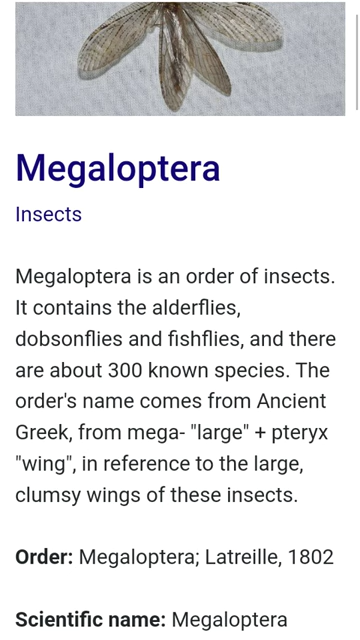 Megaloptera
Insects
Megaloptera is an order of insects.
It contains the alderflies,
dobsonflies and fishflies, and there
are about 300 known species. The
order's name comes from Ancient
Greek, from mega- "large" + pteryx
"wing", in reference to the large,
clumsy wings of these insects.
Order: Megaloptera; Latreille, 1802
Scientific name: Megaloptera